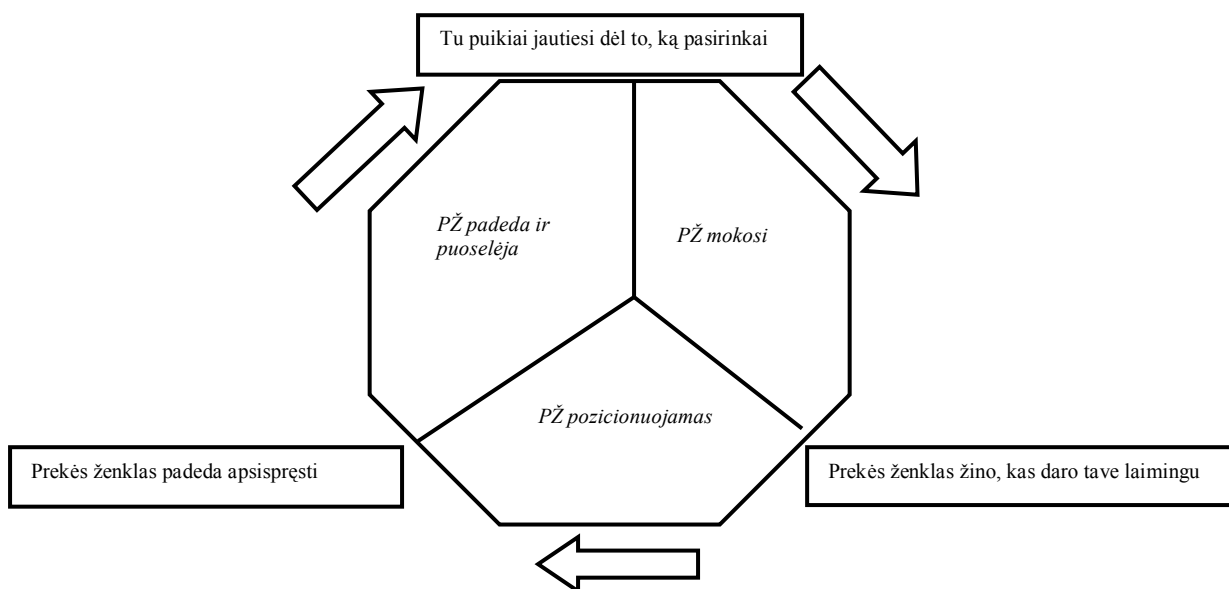 Tu puikiai jautiesi dėl to, ką pasirinkai
PŽ padeda ir
puoselėja
PŽ mokosi
PŽ pozicionuojamas
Prekės ženklas padeda apsispręsti
Prekės ženklas žino, kas daro tave laimingu